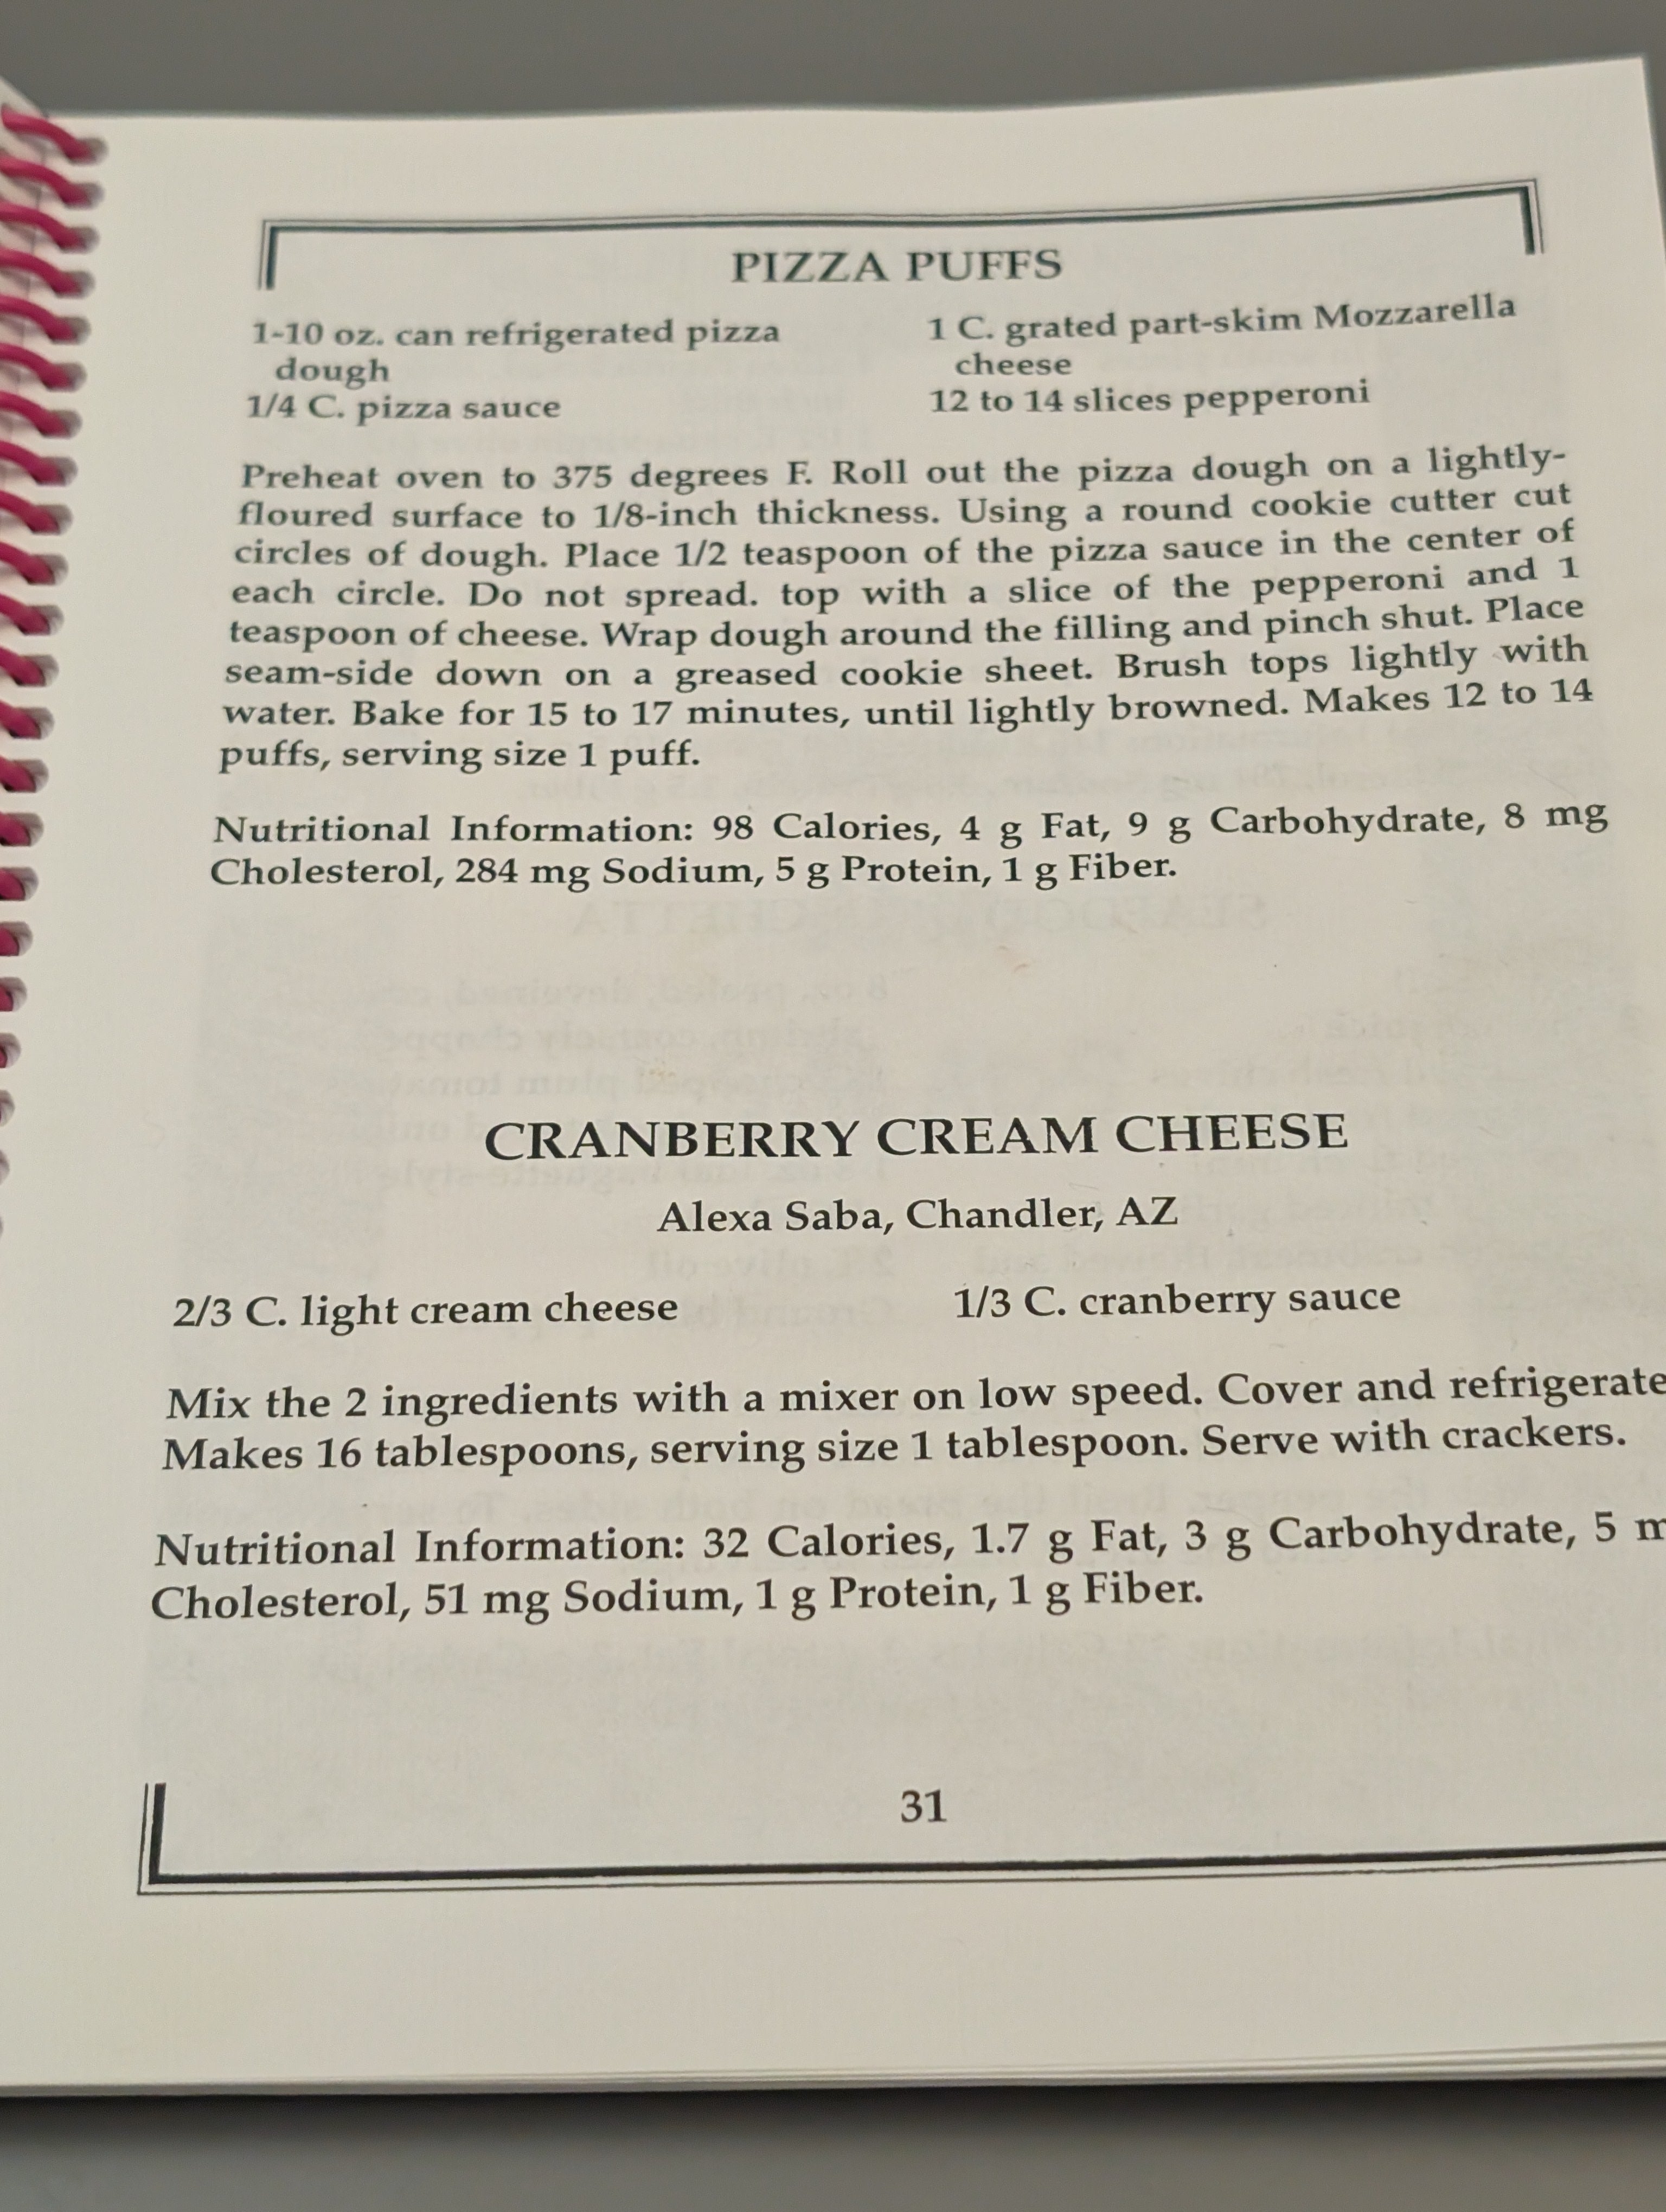 PIZZA PUFFS
1-10 oz. can refrigerated pizza
dough
1/4 C. pizza sauce
1 C. grated part-skim Mozzarella
cheese
12 to 14 slices pepperoni
Preheat oven to 375 degrees F. Roll out the pizza dough on a lightly-
floured surface to 1/8-inch thickness. Using a round cookie cutter cut
circles of dough. Place 1/2 teaspoon of the pizza sauce in the center of
each circle. Do not spread. top with a slice of the pepperoni and 1
teaspoon of cheese. Wrap dough around the filling and pinch shut. Place
seam-side down on a greased cookie sheet. Brush tops lightly with
water. Bake for 15 to 17 minutes, until lightly browned. Makes 12 to 14
puffs, serving size 1 puff.
Nutritional Information: 98 Calories, 4 g Fat, 9 g Carbohydrate, 8 mg
Cholesterol, 284 mg Sodium, 5 g Protein, 1 g Fiber.
CRANBERRY CREAM CHEESE
Alexa Saba, Chandler, AZ
2/3 C. light cream cheese
1/3 C. cranberry sauce
Mix the 2 ingredients with a mixer on low speed. Cover and refrigerate
Makes 16 tablespoons, serving size 1 tablespoon. Serve with crackers.
Nutritional Information: 32 Calories, 1.7 g Fat, 3 g Carbohydrate, 5 m
Cholesterol, 51 mg Sodium, 1 g Protein, 1 g Fiber.
31